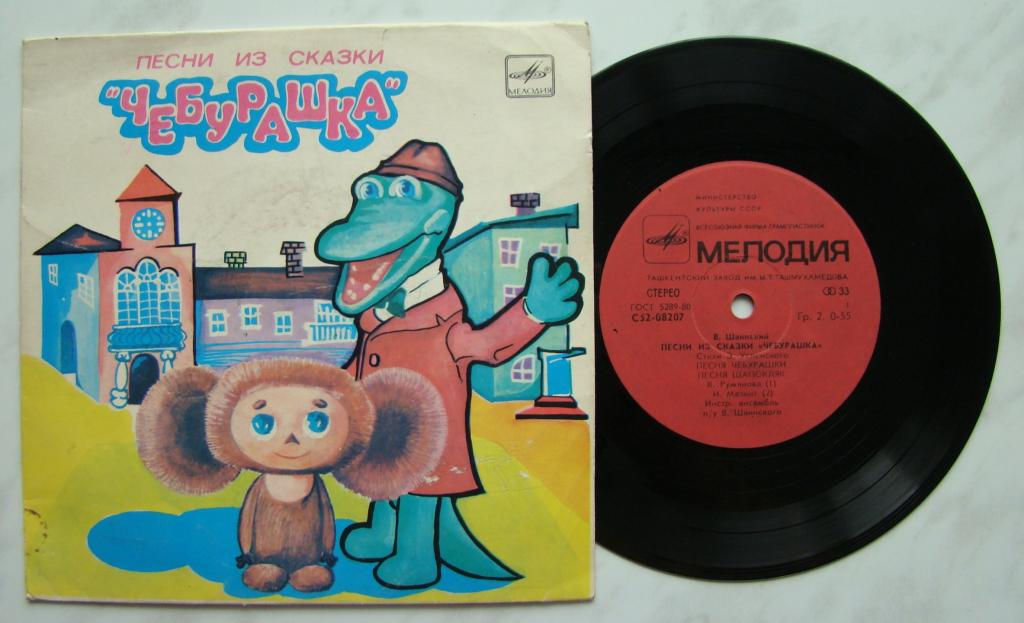 ПЕСНИ ИЗ СКАЗКИ
"ЧЕБУРАШКА"
МЕЛОДИЯ
МИНИСТЕРСТВО
КУЛЬТУРЫ СССР
ВСЕСОЮЗНАЯ ФИРМА ГРАМПЛАСТИНОК
МЕЛОДИЯ
ТАШКЕНТСКИЙ ЗАВОД ИМ. М.Т. ТАШМУХАМЕДОВА
СТЕРЕО 33
ГОСТ 5289-80 1
С52-08207 Гр. 2. 0-55
В. Шаинский
ПЕСНИ ИЗ СКАЗКИ «ЧЕБУРАШКА»
Стихи Э. Успенского
ПЕСНЯ ЧЕБУРАШКИ
ПЕСНЯ ШАПОКЛЯК
К. Румянова (1)
И. Мазинг (2)
Инстр. ансамбль
п/у В. Шаинского